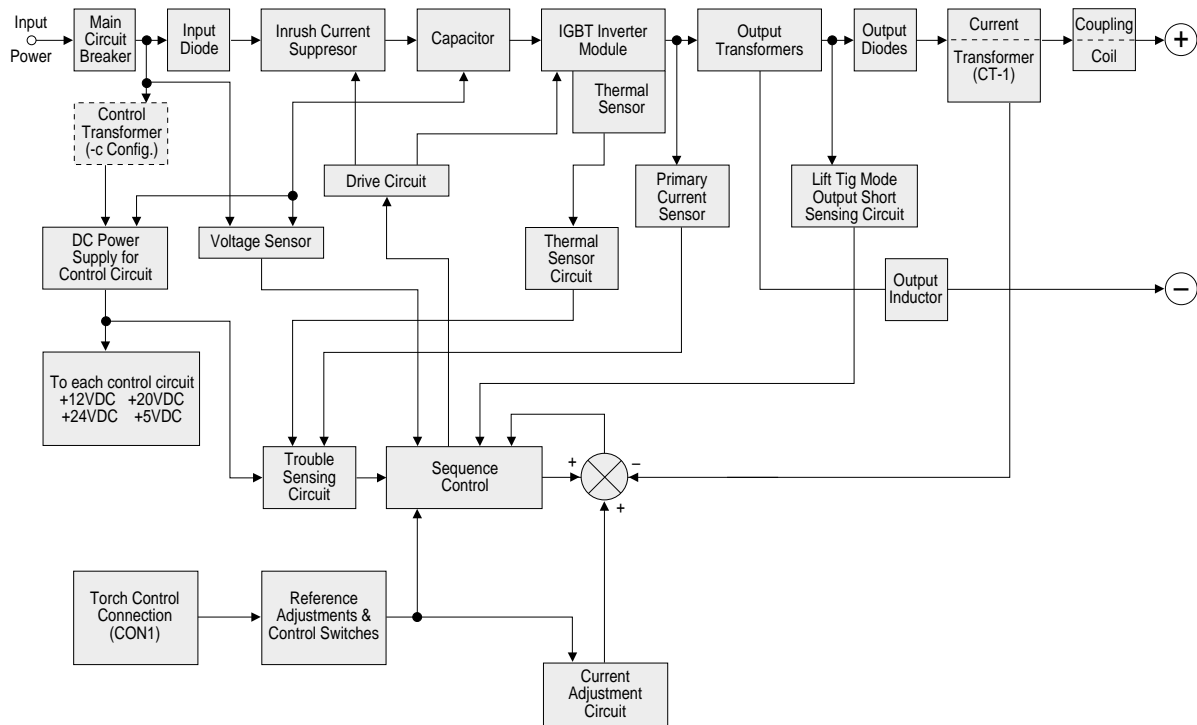 Input
Power
Main
Circuit
Breaker
Input
Diode
Inrush Current
Suppresor
Capacitor
IGBT Inverter
Module
Thermal
Sensor
Output
Transformers
Output
Diodes
Current
Transformer
(CT-1)
Coupling
Coil
+
Control
Transformer
(-c Config.)
Drive Circuit
Primary
Current
Sensor
Lift Tig Mode
Output Short
Sensing Circuit
DC Power
Supply for
Control Circuit
Voltage Sensor
Thermal
Sensor
Circuit
Output
Inductor
−
To each control circuit
+12VDC +20VDC
+24VDC +5VDC
Trouble
Sensing
Circuit
Sequence
Control
+
−
+
Torch Control
Connection
(CON1)
Reference
Adjustments &
Control Switches
Current
Adjustment
Circuit